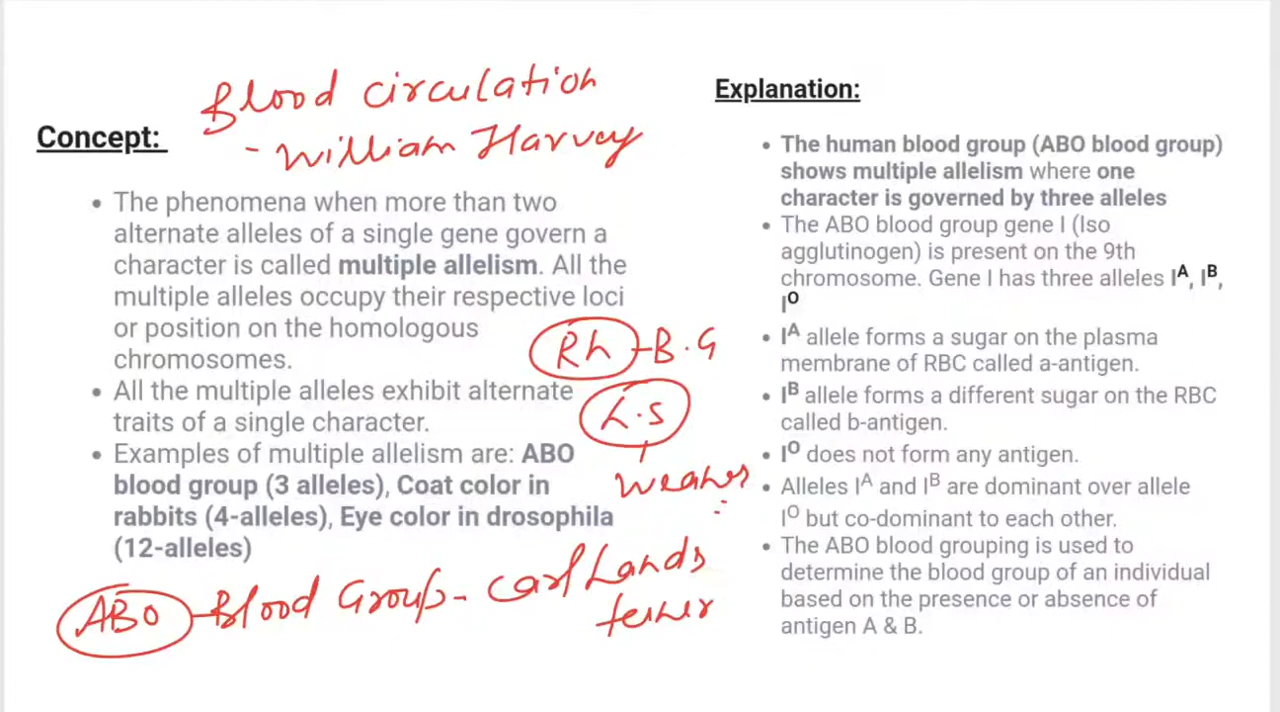 Blood circulation
- William Harvey
Concept:
• The phenomena when more than two
alternate alleles of a single gene govern a
character is called multiple allelism. All the
multiple alleles occupy their respective loci
or position on the homologous
chromosomes.
• All the multiple alleles exhibit alternate
traits of a single character.
• Examples of multiple allelism are: ABO
blood group (3 alleles), Coat color in
rabbits (4-alleles), Eye color in drosophila
(12-alleles)
Rh - B.G
L.S
ABO - Blood Group - Carl Lands
teiner
Explanation:
• The human blood group (ABO blood group)
shows multiple allelism where one
character is governed by three alleles
• The ABO blood group gene I (Iso
agglutinogen) is present on the 9th
chromosome. Gene I has three alleles Iᴬ, Iᴮ,
Iᴼ
• Iᴬ allele forms a sugar on the plasma
membrane of RBC called a-antigen.
• Iᴮ allele forms a different sugar on the RBC
called b-antigen.
• Iᴼ does not form any antigen.
• Alleles Iᴬ and Iᴮ are dominant over allele
Iᴼ but co-dominant to each other.
• The ABO blood grouping is used to
determine the blood group of an individual
based on the presence or absence of
antigen A & B.